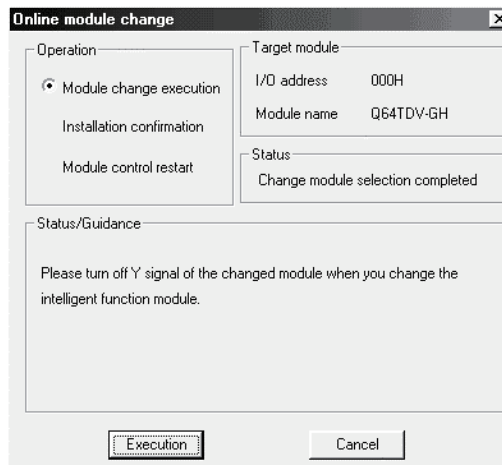 Online module change
Operation
Module change execution
Installation confirmation
Module control restart
Target module
I/O address 000H
Module name Q64TDV-GH
Status
Change module selection completed
Status/Guidance
Please turn off Y signal of the changed module when you change the
intelligent function module.
Execution Cancel